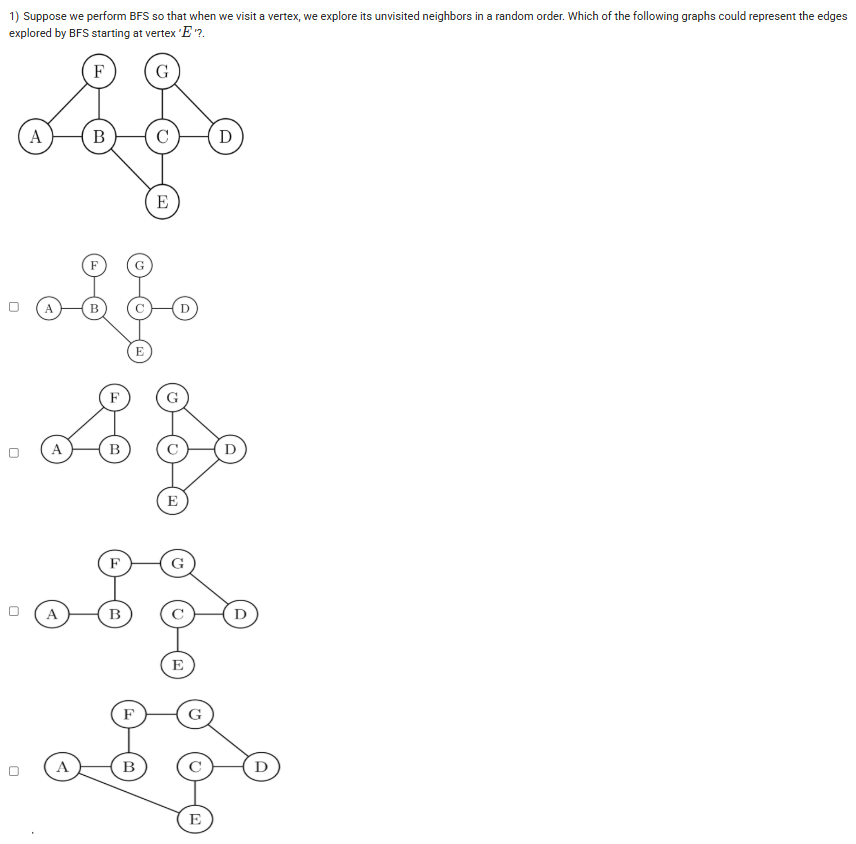 1) Suppose we perform BFS so that when we visit a vertex, we explore its unvisited neighbors in a random order. Which of the following graphs could represent the edges
explored by BFS starting at vertex 'E'?.
F G
A B C D
E
F G
A B C D
E
F G
A B C D
E
F G
A B C D
E
F G
A B C D
E